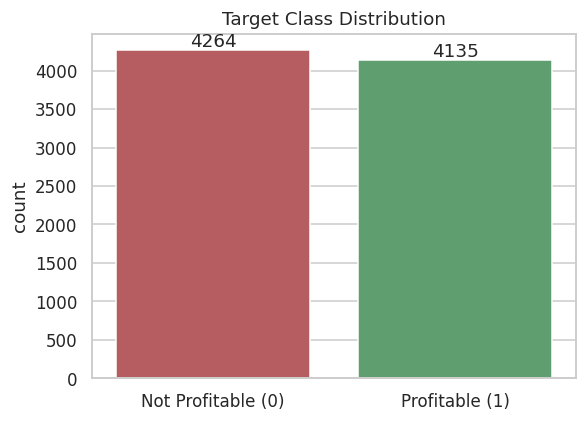 Target Class Distribution
4264
4135
4000
3500
3000
2500
2000
1500
1000
500
0
count
Not Profitable (0)
Profitable (1)